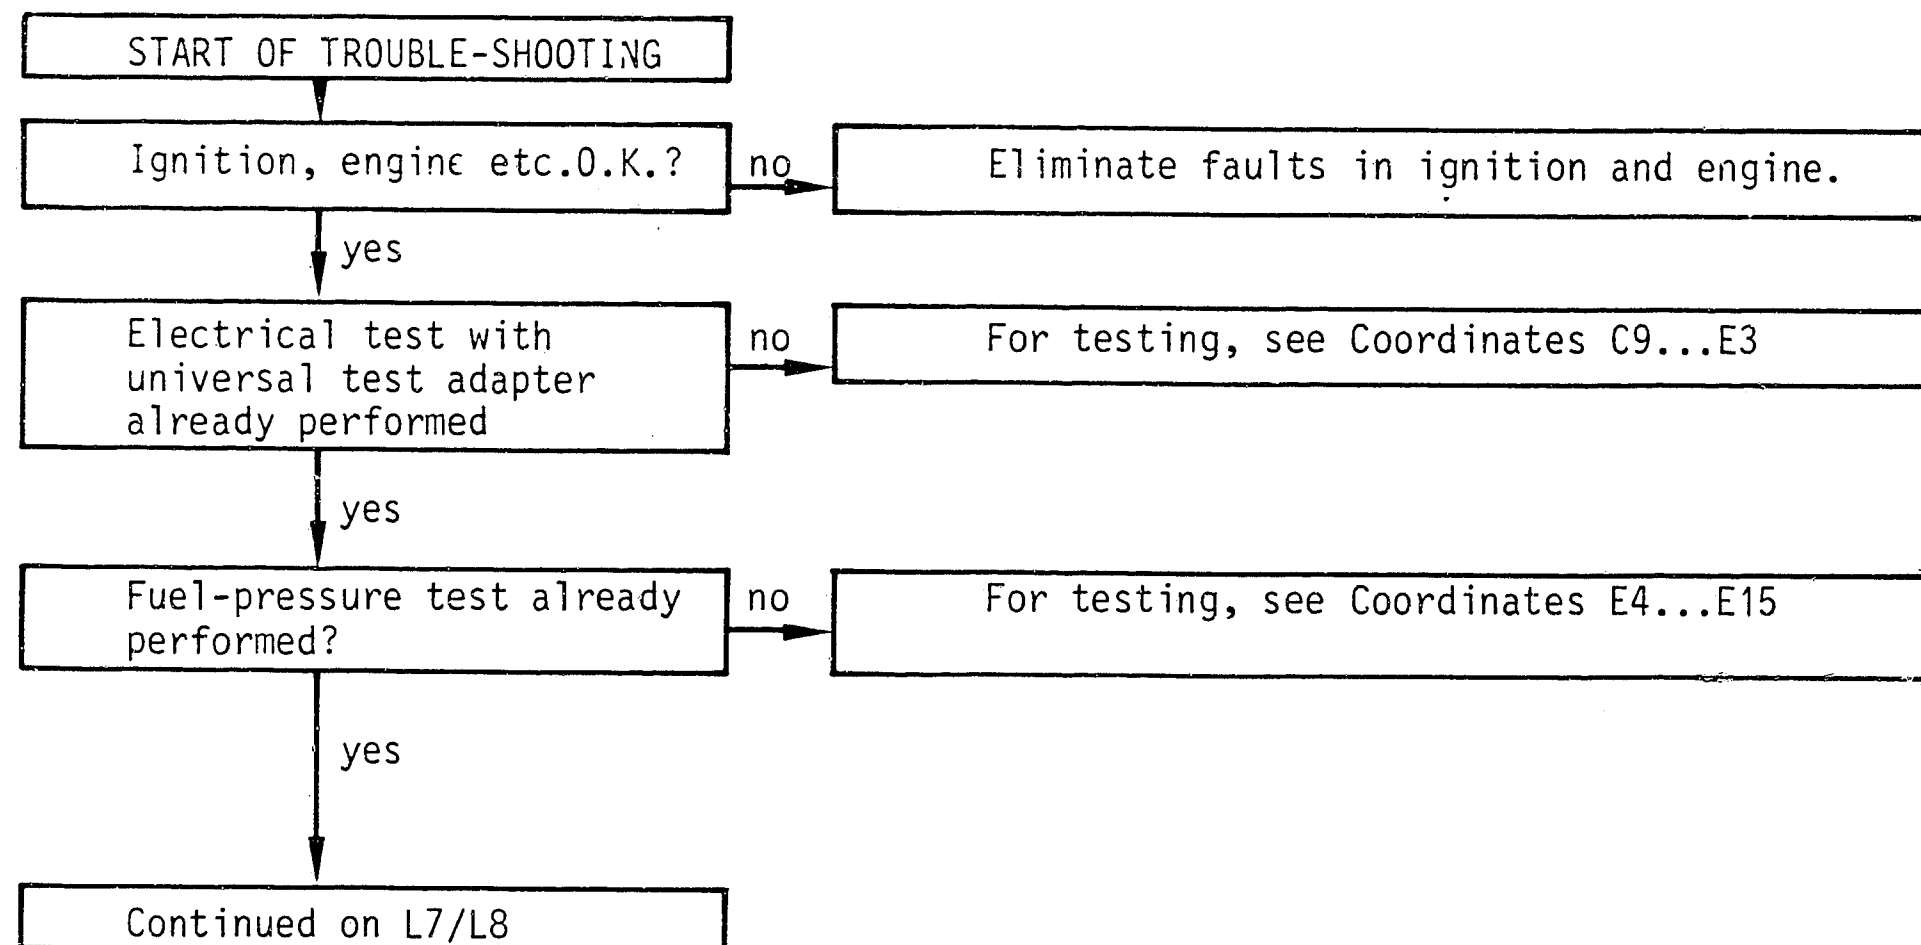 START OF TROUBLE-SHOOTING
Ignition, engine etc.O.K.?
no
Eliminate faults in ignition and engine.
yes
Electrical test with
universal test adapter
already performed
no
For testing, see Coordinates C9...E3
yes
Fuel-pressure test already
performed?
no
For testing, see Coordinates E4...E15
yes
Continued on L7/L8